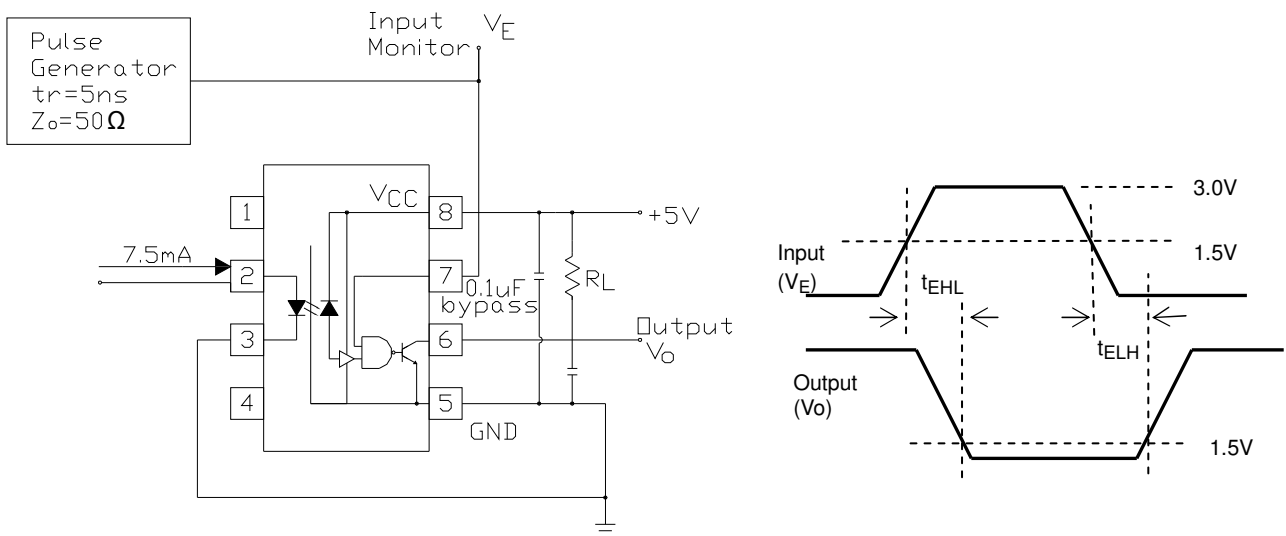 Pulse
Generator
tr=5ns
Zo=50Ω
Input
Monitor
VE
VCC
1
8
+5V
7.5mA
2
7
0.1uF
bypass
RL
3
6
Output
Vo
4
5
GND
3.0V
Input
(VE)
1.5V
tEHL
tELH
Output
(Vo)
1.5V